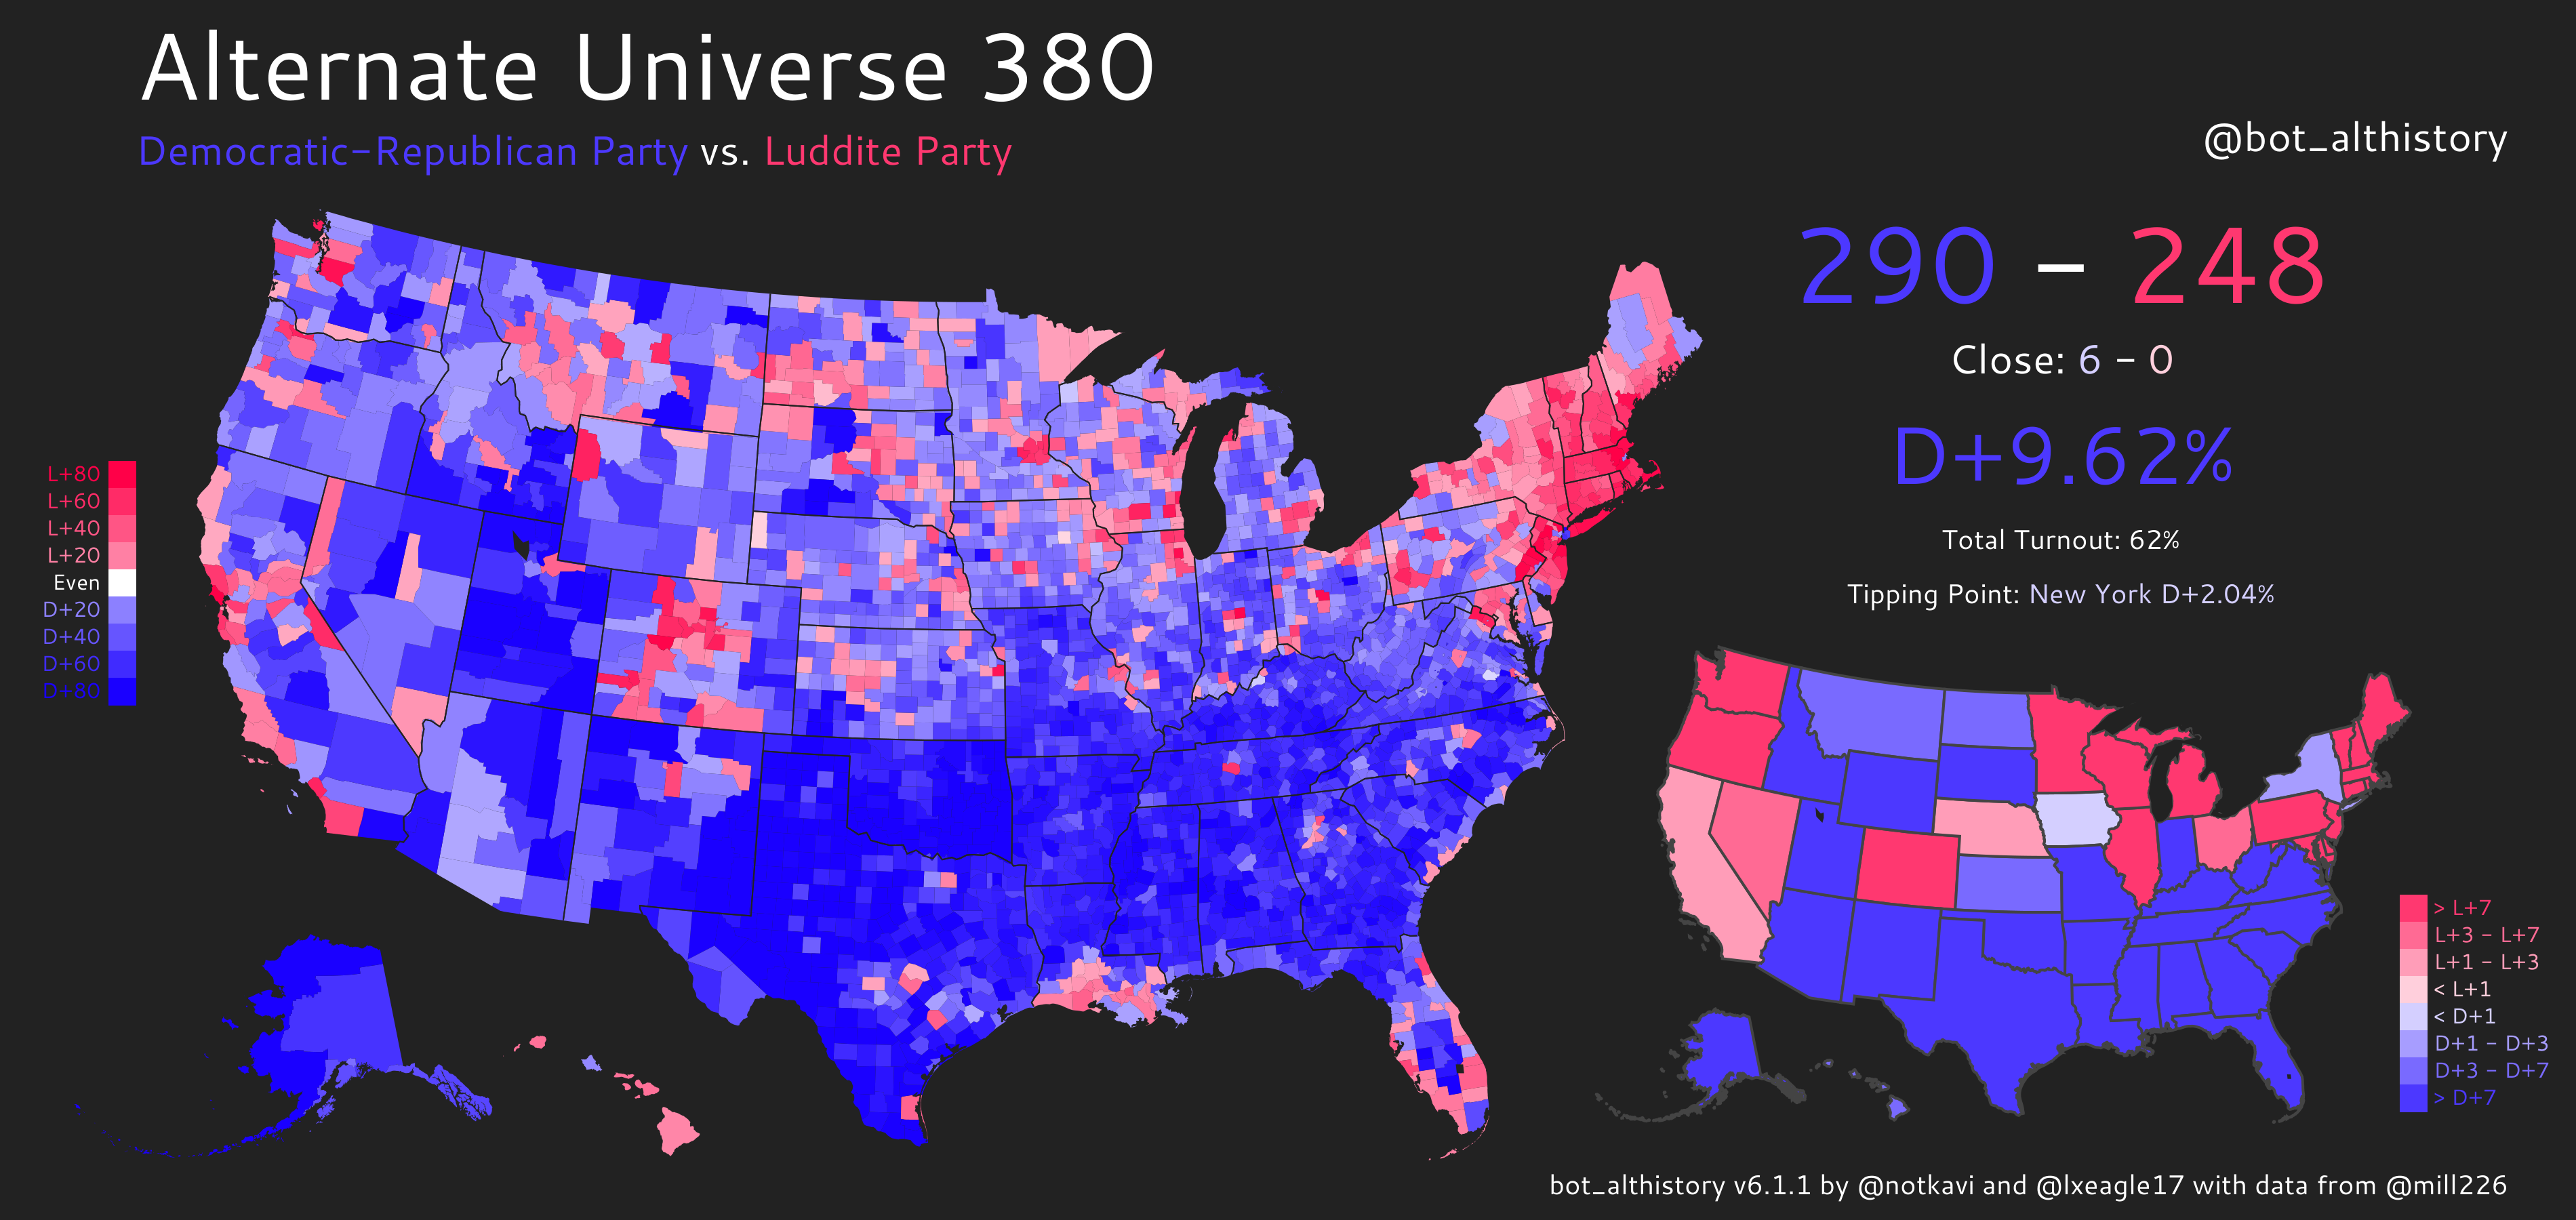 Alternate Universe 380
Democratic-Republican Party vs. Luddite Party
@bot_althistory
290 – 248
Close: 6 – 0
D+9.62%
Total Turnout: 62%
Tipping Point: New York D+2.04%
L+80
L+60
L+40
L+20
Even
D+20
D+40
D+60
D+80
> L+7
L+3 – L+7
L+1 – L+3
< L+1
< D+1
D+1 – D+3
D+3 – D+7
> D+7
bot_althistory v6.1.1 by @notkavi and @lxeagle17 with data from @mill226